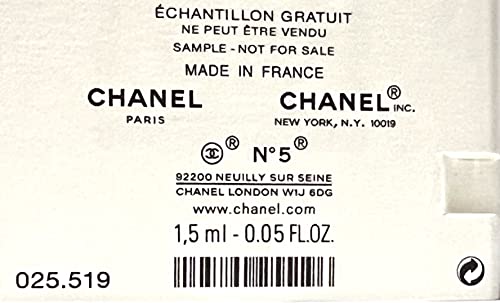 ÉCHANTILLON GRATUIT
NE PEUT ÊTRE VENDU
SAMPLE - NOT FOR SALE
MADE IN FRANCE
CHANEL CHANEL® INC.
PARIS NEW YORK, N.Y. 10019
® N°5®
92200 NEUILLY SUR SEINE
CHANEL LONDON W1J 6DG
www.chanel.com
1,5 ml - 0.05 FL.OZ.
025.519